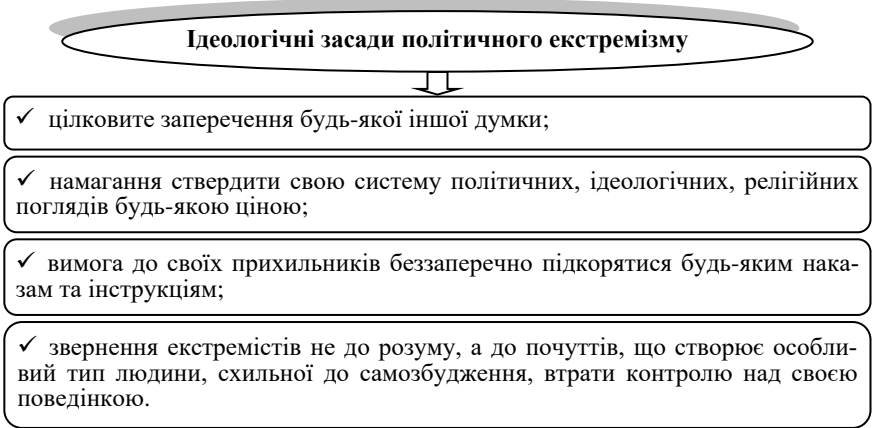 Ідеологічні засади політичного екстремізму
✓ цілковите заперечення будь-якої іншої думки;
✓ намагання ствердити свою систему політичних, ідеологічних, релігійних
поглядів будь-якою ціною;
✓ вимога до своїх прихильників беззаперечно підкорятися будь-яким нака-
зам та інструкціям;
✓ звернення екстремістів не до розуму, а до почуттів, що створює особли-
вий тип людини, схильної до самозбудження, втрати контролю над своєю
поведінкою.